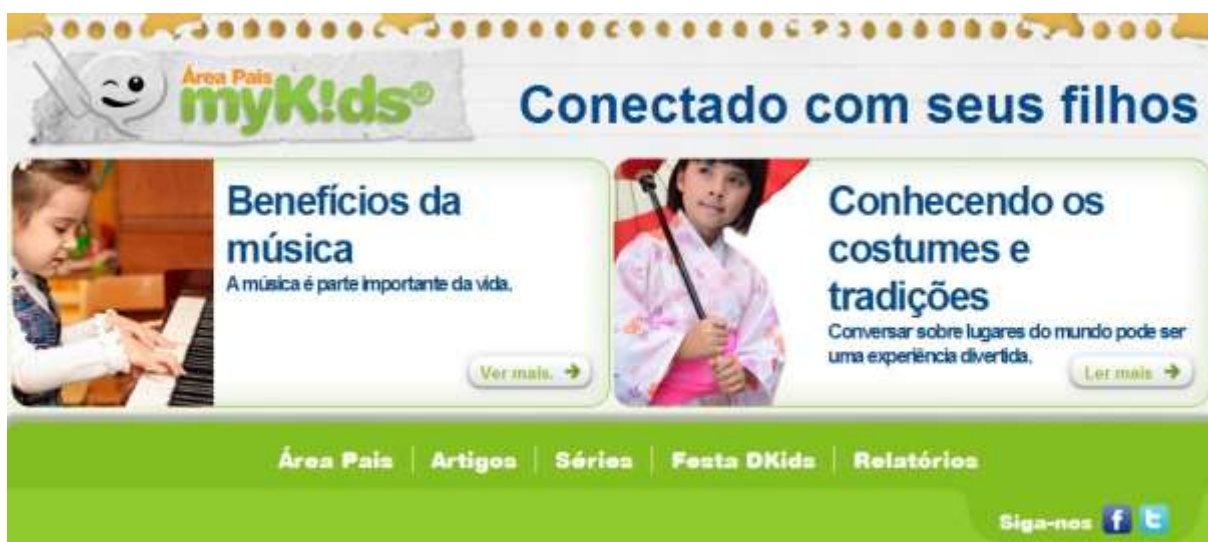 Área Pais
myK!ds®
Conectado com seus filhos
Benefícios da
música
A música é parte importante da vida.
Ver mais.
Conhecendo os
costumes e
tradições
Conversar sobre lugares do mundo pode ser
uma experiência divertida.
Ler mais
Área Pais | Artigos | Séries | Festa DKids | Relatórios
Siga-nos